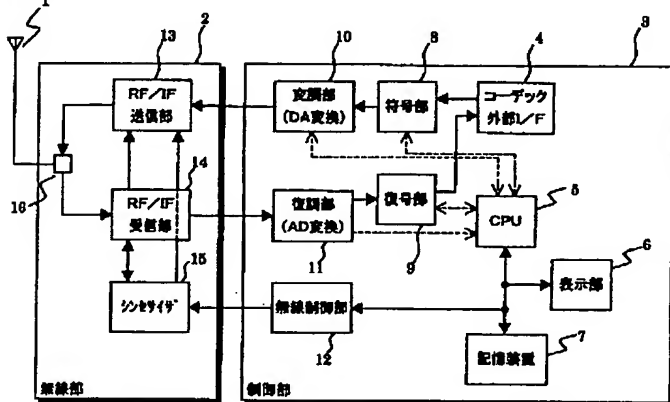 1
2
3
13
10
8
4
RF/IF
送信部
変調部
(DA変換)
符号部
コーデック
外部I/F
14
16
RF/IF
受信部
復調部
(AD変換)
復号部
CPU
5
11
9
15
シンセサイザ
無線制御部
12
表示部
6
記憶装置
7
無線部
制御部